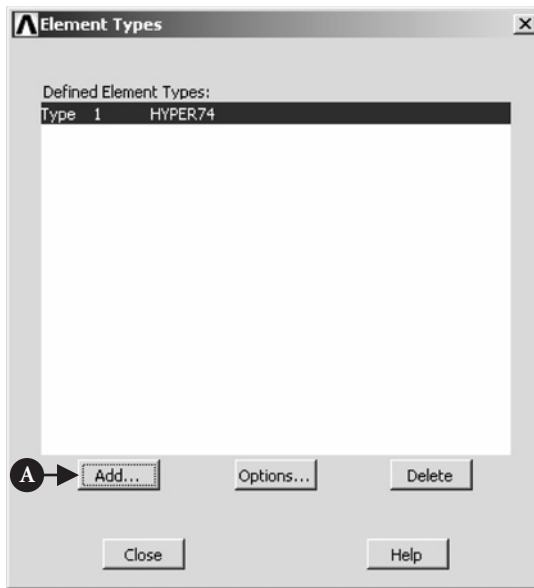 Element Types
Defined Element Types:
Type 1 HYPER74
A
Add...
Options...
Delete
Close
Help